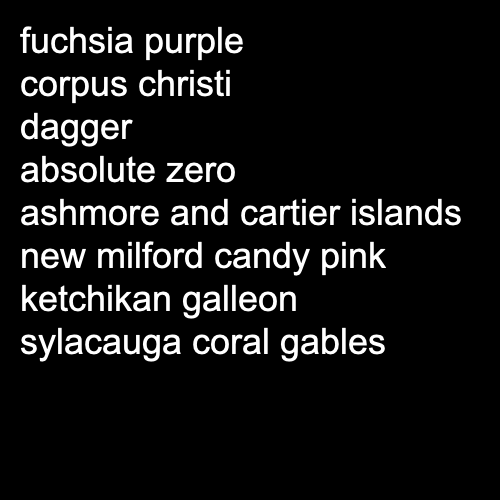 fuchsia purple
corpus christi
dagger
absolute zero
ashmore and cartier islands
new milford candy pink
ketchikan galleon
sylacauga coral gables